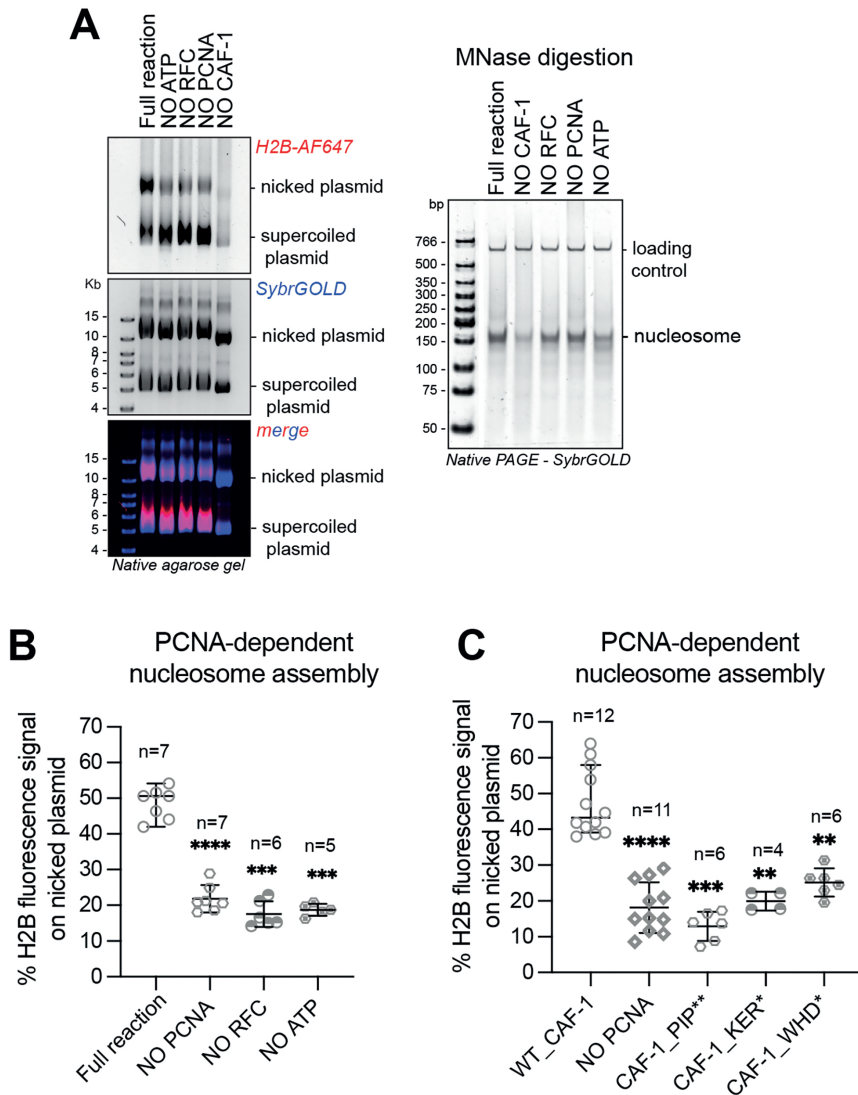 A
Full reaction
NO ATP
NO RFC
NO PCNA
NO CAF-1
H2B-AF647
nicked plasmid
supercoiled
plasmid
Kb
SybrGOLD
15
10
8
7
6
5
4
nicked plasmid
supercoiled
plasmid
merge
15
10
8
7
6
5
4
nicked plasmid
supercoiled
plasmid
Native agarose gel
MNase digestion
Full reaction
NO CAF-1
NO RFC
NO PCNA
NO ATP
bp
766
500
350
300
250
200
150
100
75
50
loading
control
nucleosome
Native PAGE - SybrGOLD
B
PCNA-dependent
nucleosome assembly
% H2B fluorescence signal
on nicked plasmid
70
60
50
40
30
20
10
0
n=7
n=7
****
n=6
***
n=5
***
Full reaction
NO PCNA
NO RFC
NO ATP
C
PCNA-dependent
nucleosome assembly
% H2B fluorescence signal
on nicked plasmid
70
60
50
40
30
20
10
0
n=12
n=11
****
n=6
***
n=4
**
n=6
**
WT_CAF-1
NO PCNA
CAF-1_PIP**
CAF-1_KER*
CAF-1_WHD*